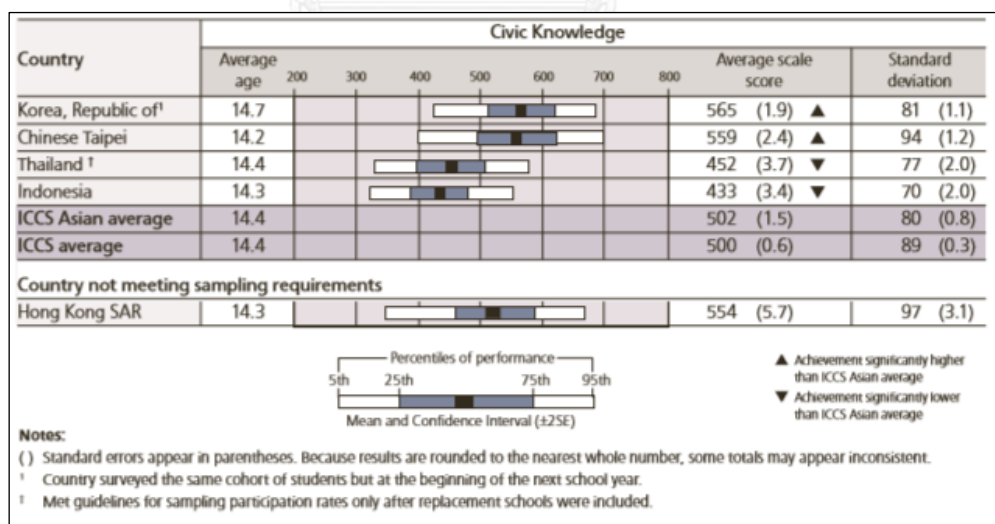 Civic Knowledge
Country Average age 200 300 400 500 600 700 800 Average scale score Standard deviation
Korea, Republic of¹ 14.7 565 (1.9) ▲ 81 (1.1)
Chinese Taipei 14.2 559 (2.4) ▲ 94 (1.2)
Thailand † 14.4 452 (3.7) ▼ 77 (2.0)
Indonesia 14.3 433 (3.4) ▼ 70 (2.0)
ICCS Asian average 14.4 502 (1.5) 80 (0.8)
ICCS average 14.4 500 (0.6) 89 (0.3)
Country not meeting sampling requirements
Hong Kong SAR 14.3 554 (5.7) 97 (3.1)
Percentiles of performance
5th 25th 75th 95th
Mean and Confidence Interval (±2SE)
▲ Achievement significantly higher
than ICCS Asian average
▼ Achievement significantly lower
than ICCS Asian average
Notes:
( ) Standard errors appear in parentheses. Because results are rounded to the nearest whole number, some totals may appear inconsistent.
¹ Country surveyed the same cohort of students but at the beginning of the next school year.
† Met guidelines for sampling participation rates only after replacement schools were included.